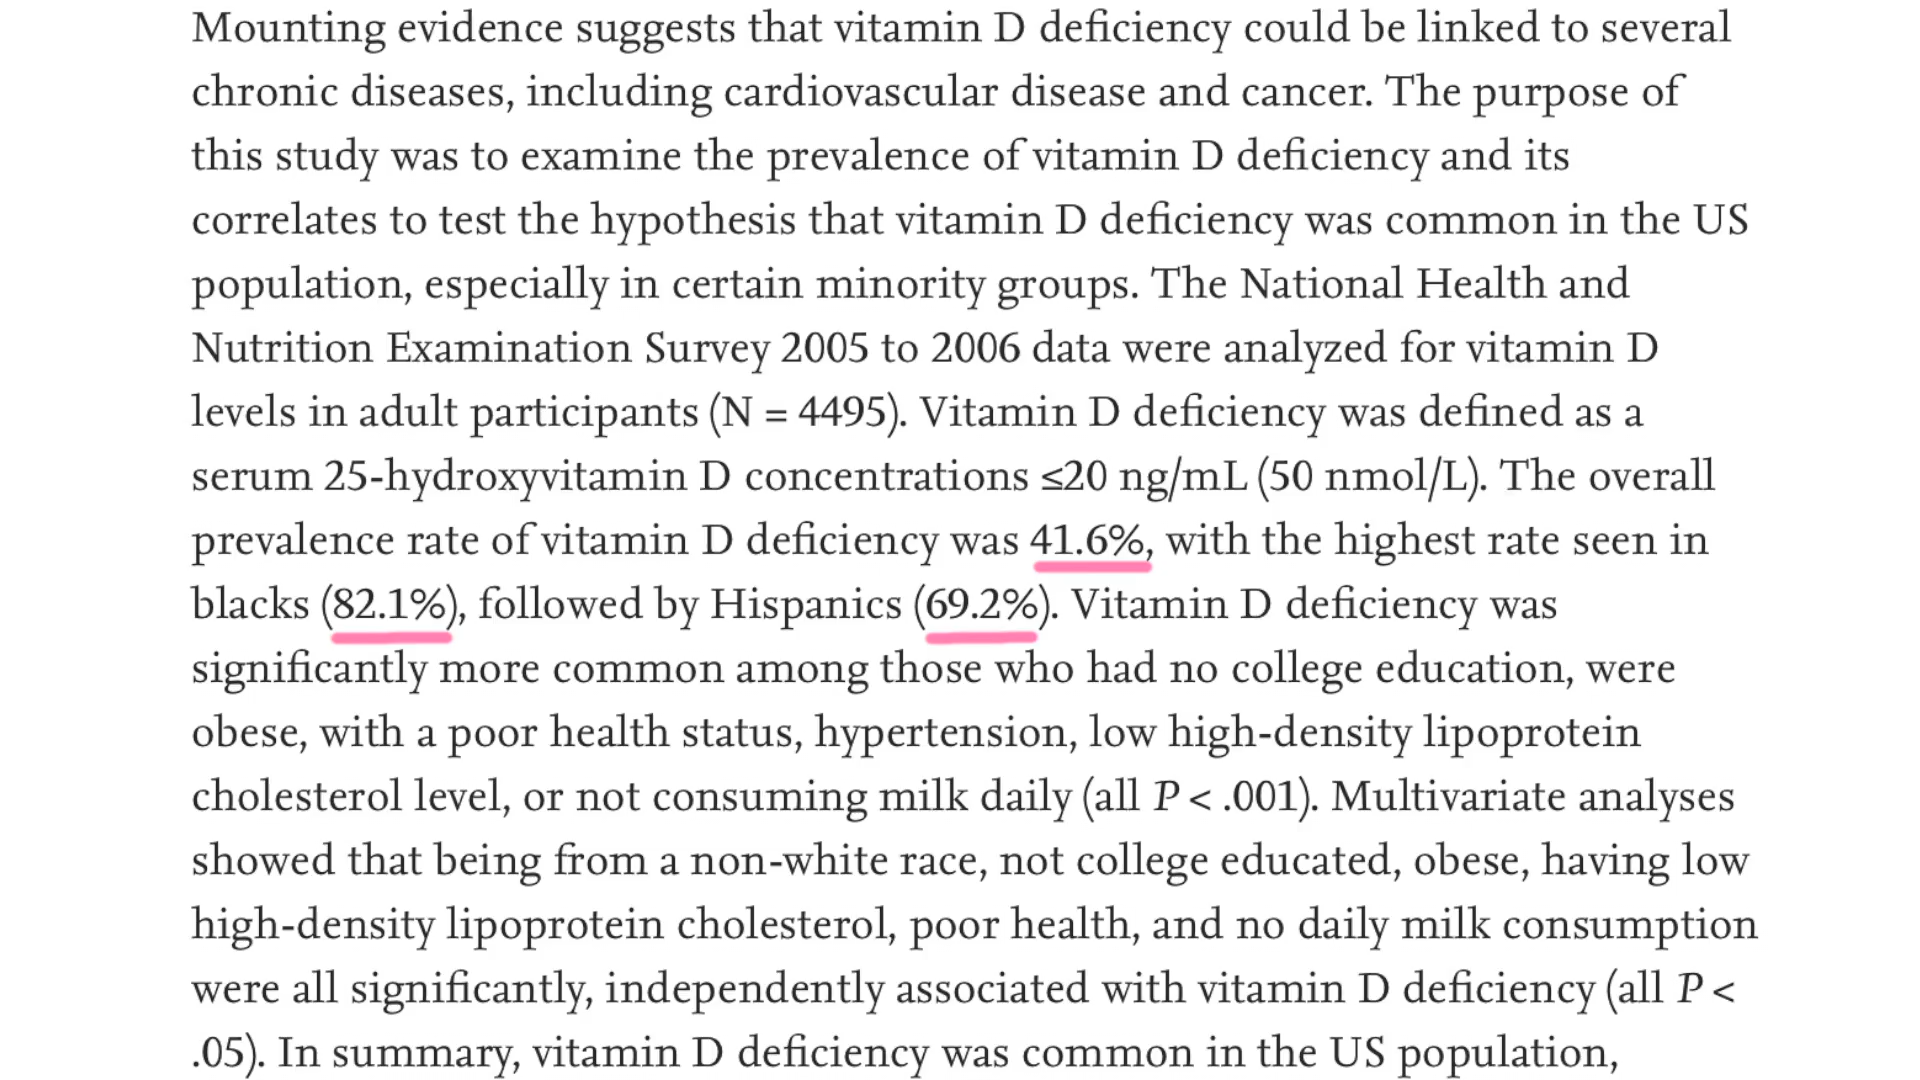 Mounting evidence suggests that vitamin D deficiency could be linked to several
chronic diseases, including cardiovascular disease and cancer. The purpose of
this study was to examine the prevalence of vitamin D deficiency and its
correlates to test the hypothesis that vitamin D deficiency was common in the US
population, especially in certain minority groups. The National Health and
Nutrition Examination Survey 2005 to 2006 data were analyzed for vitamin D
levels in adult participants (N = 4495). Vitamin D deficiency was defined as a
serum 25-hydroxyvitamin D concentrations ≤20 ng/mL (50 nmol/L). The overall
prevalence rate of vitamin D deficiency was 41.6%, with the highest rate seen in
blacks (82.1%), followed by Hispanics (69.2%). Vitamin D deficiency was
significantly more common among those who had no college education, were
obese, with a poor health status, hypertension, low high-density lipoprotein
cholesterol level, or not consuming milk daily (all P < .001). Multivariate analyses
showed that being from a non-white race, not college educated, obese, having low
high-density lipoprotein cholesterol, poor health, and no daily milk consumption
were all significantly, independently associated with vitamin D deficiency (all P <
.05). In summary, vitamin D deficiency was common in the US population,